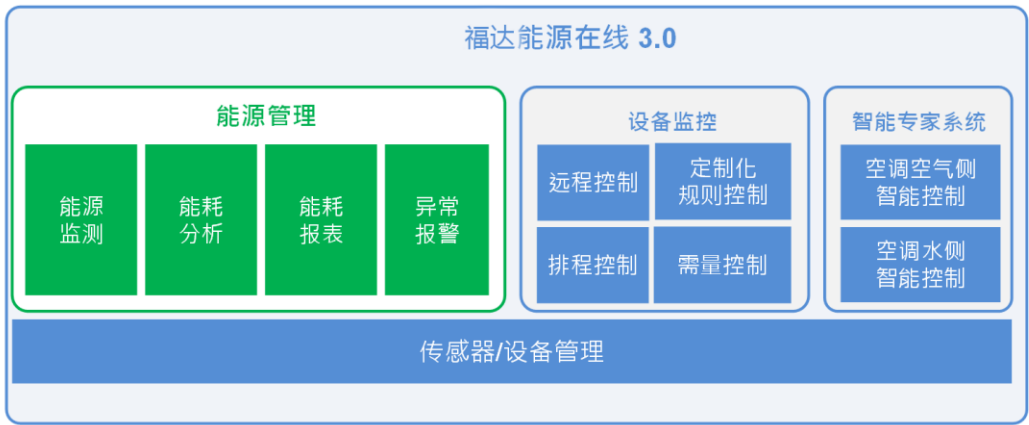 福达能源在线 3.0
能源管理
能源
监测
能耗
分析
能耗
报表
异常
报警
设备监控
远程控制
定制化
规则控制
排程控制
需量控制
智能专家系统
空调空气侧
智能控制
空调水侧
智能控制
传感器/设备管理